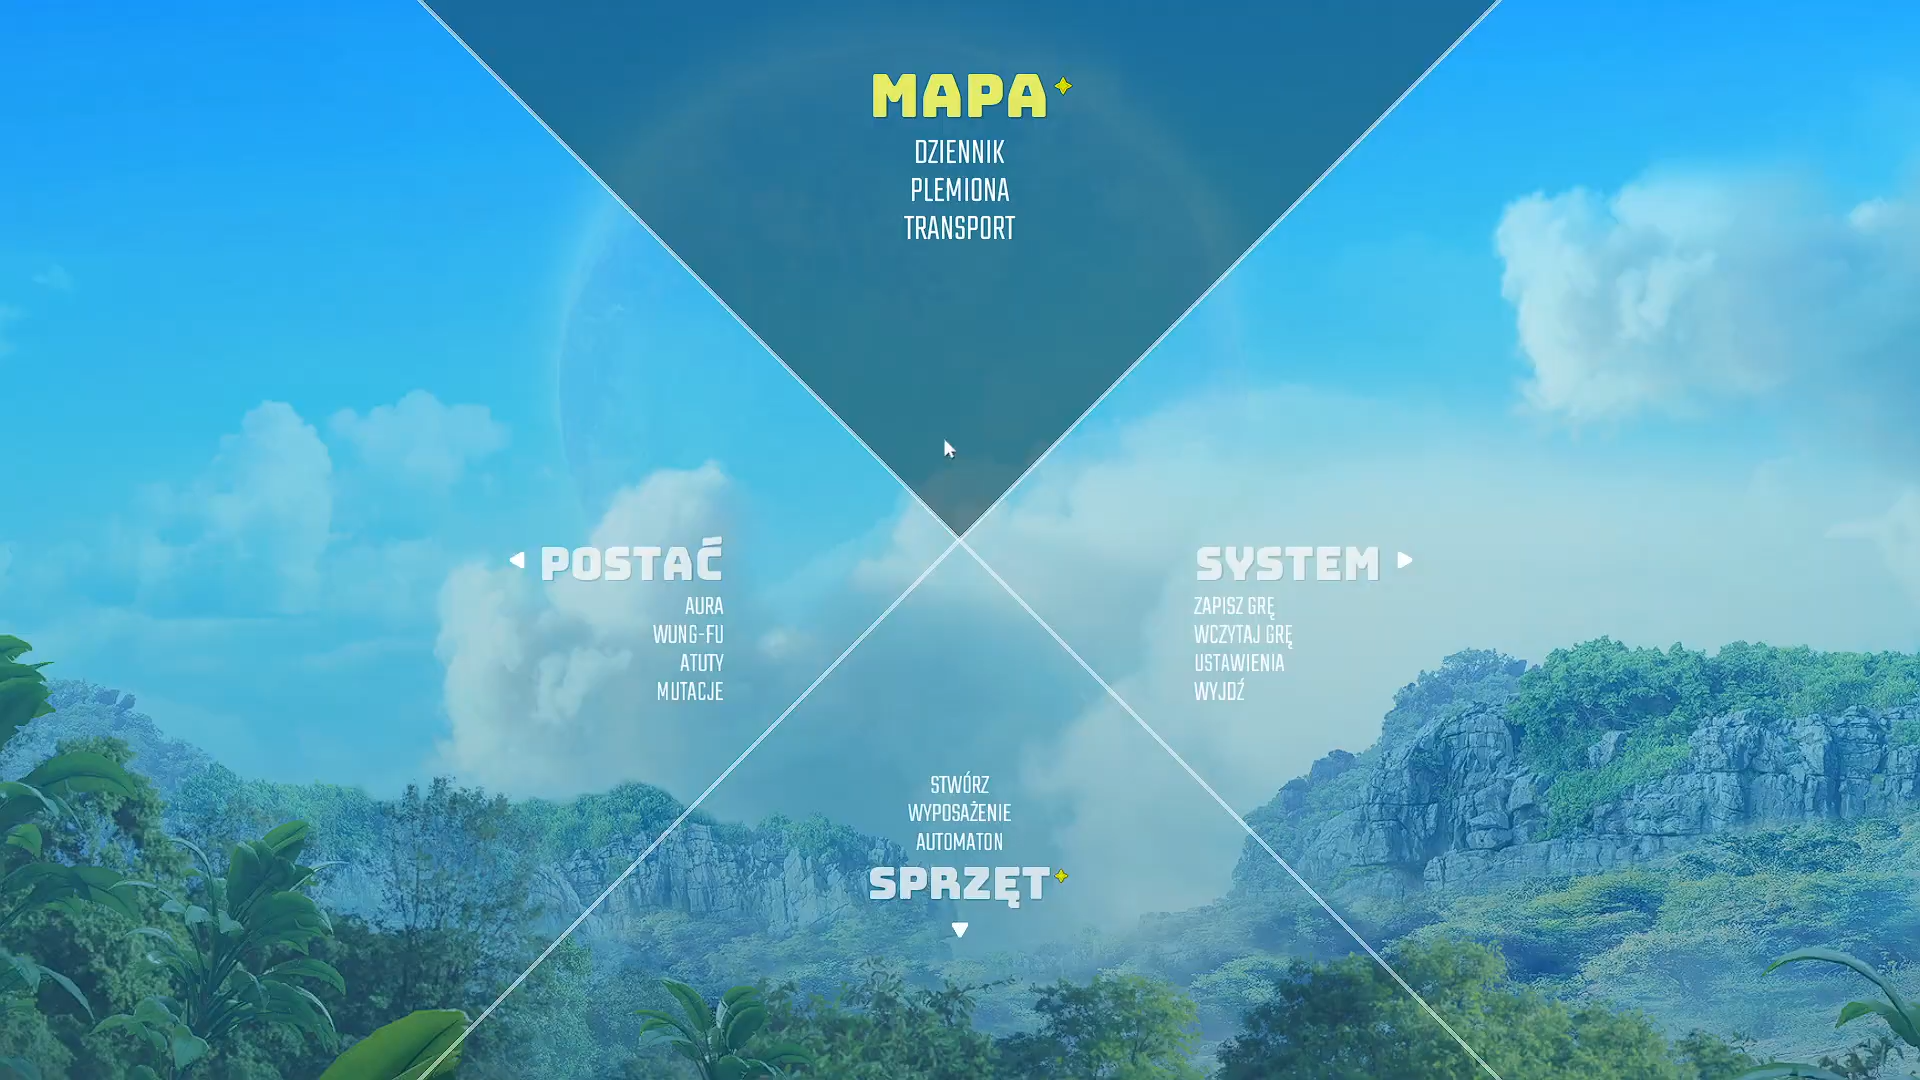 MAPA
DZIENNIK
PLEMIONA
TRANSPORT
POSTAĆ
AURA
WUNG-FU
ATUTY
MUTACJE
SYSTEM
ZAPISZ GRĘ
WCZYTAJ GRĘ
USTAWIENIA
WYJDŹ
STWÓRZ
WYPOSAŻENIE
AUTOMATON
SPRZĘT